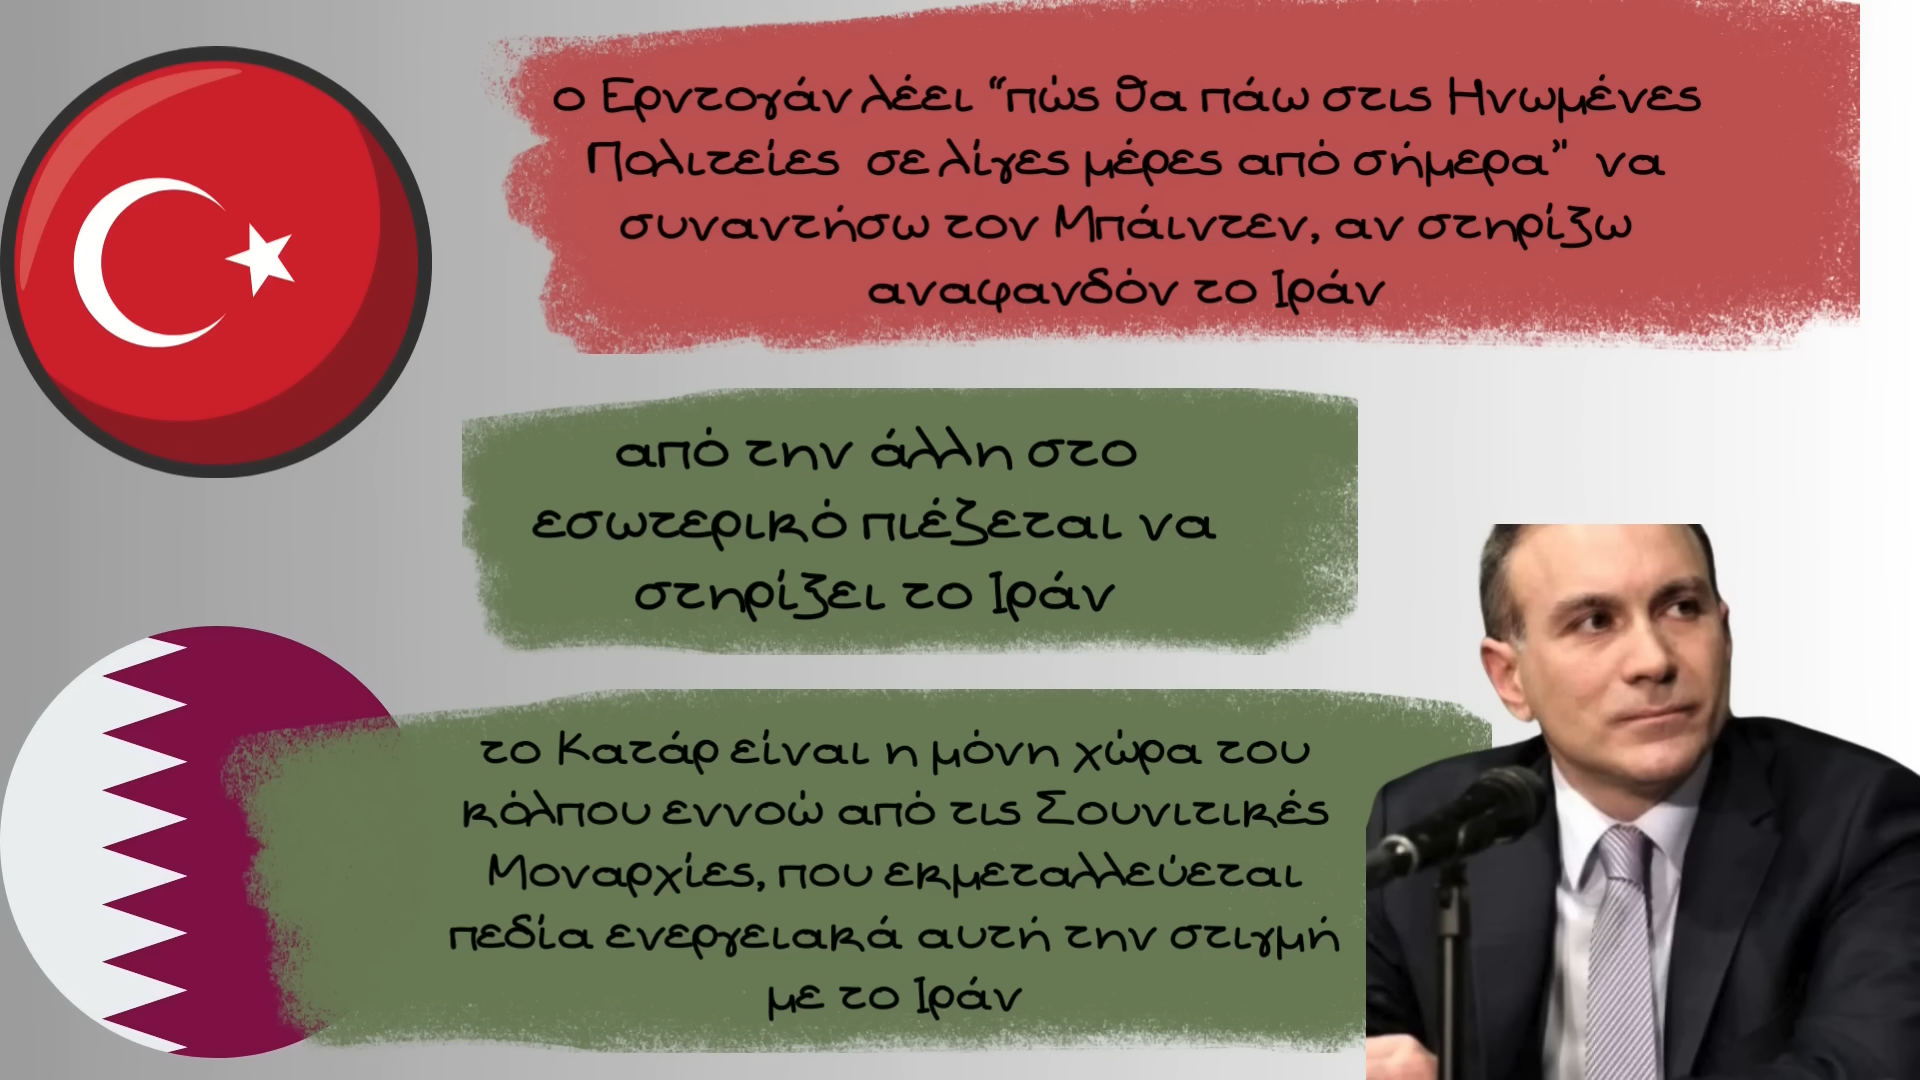 ο Ερντογάν λέει “πώς θα πάω στις Ηνωμένες
Πολιτείες σε λίγες μέρες από σήμερα” να
συναντήσω τον Μπάιντεν, αν στηρίξω
αναφανδόν το Ιράν
από την άλλη στο
εσωτερικό πιέζεται να
στηρίξει το Ιράν
το Κατάρ είναι η μόνη χώρα του
κόλπου εννοώ από τις Σουνιτικές
Μοναρχίες, που εκμεταλλεύεται
πεδία ενεργειακά αυτή την στιγμή
με το Ιράν